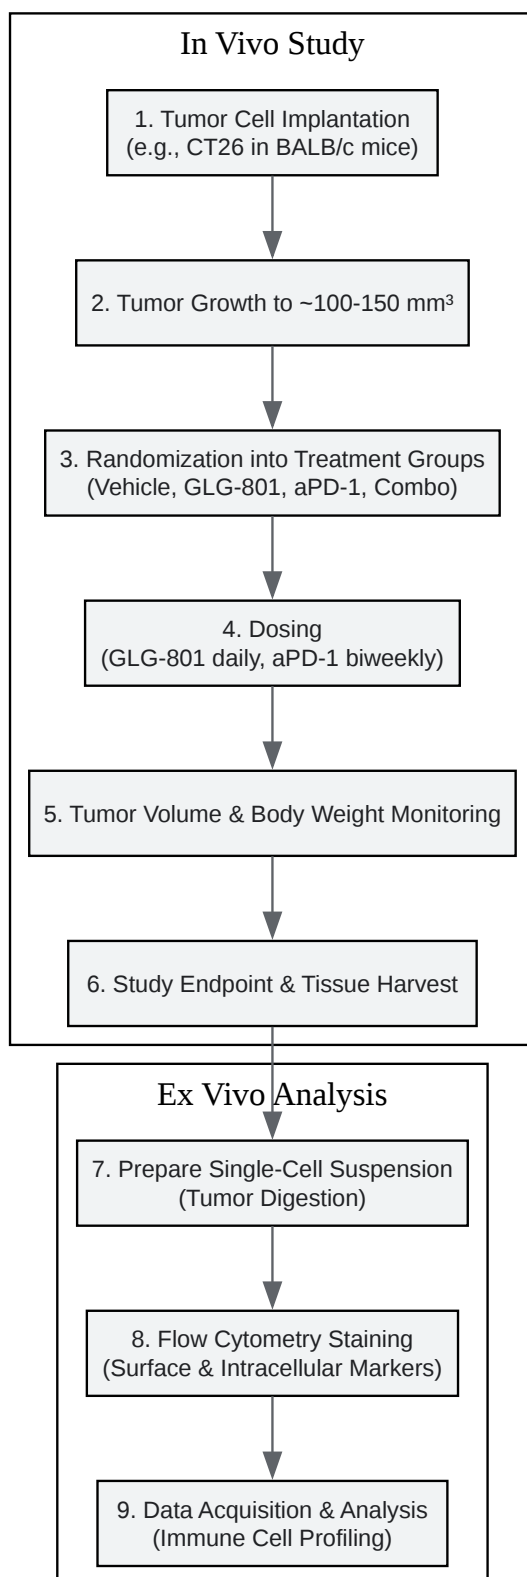 In Vivo Study
1. Tumor Cell Implantation
(e.g., CT26 in BALB/c mice)
2. Tumor Growth to ~100-150 mm³
3. Randomization into Treatment Groups
(Vehicle, GLG-801, aPD-1, Combo)
4. Dosing
(GLG-801 daily, aPD-1 biweekly)
5. Tumor Volume & Body Weight Monitoring
6. Study Endpoint & Tissue Harvest
Ex Vivo Analysis
7. Prepare Single-Cell Suspension
(Tumor Digestion)
8. Flow Cytometry Staining
(Surface & Intracellular Markers)
9. Data Acquisition & Analysis
(Immune Cell Profiling)